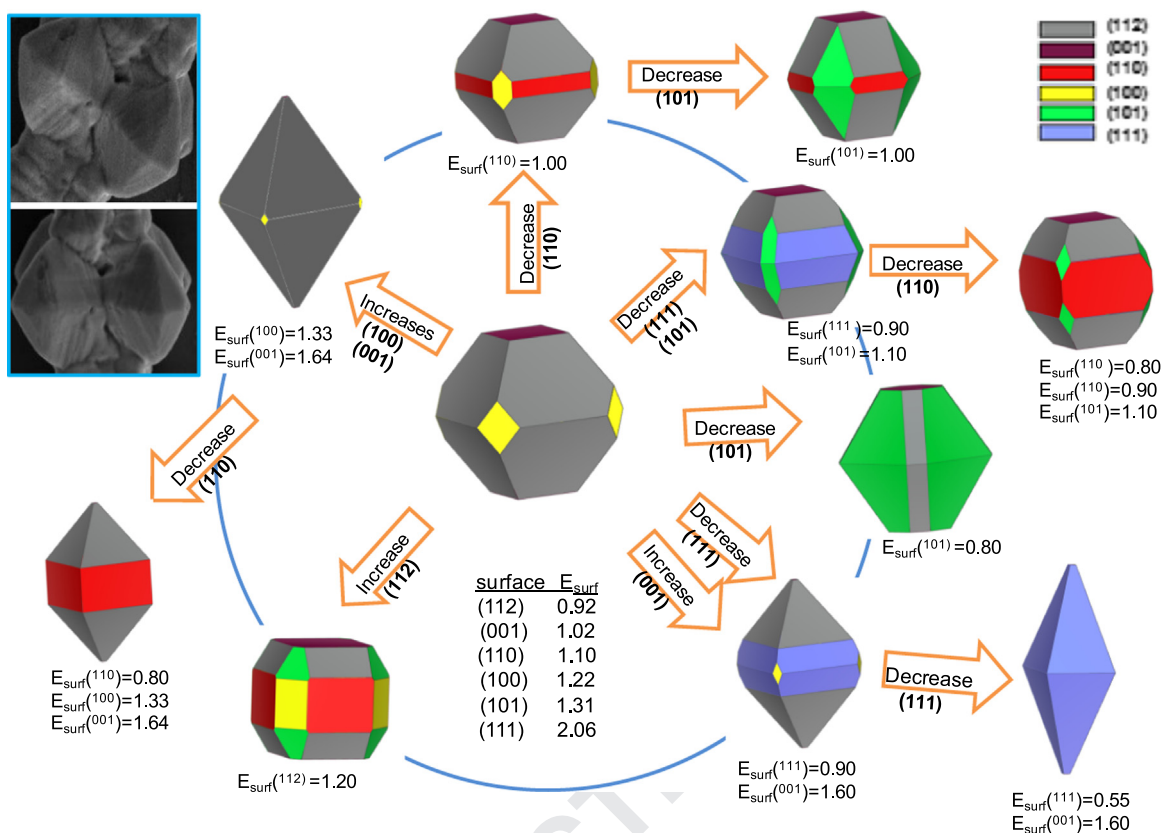 (112)
(001)
(110)
(100)
(101)
(111)
Decrease
(101)
Esurf(110)=1.00
Esurf(101)=1.00
Decrease
(110)
Increases
(100)
(001)
Esurf(100)=1.33
Esurf(001)=1.64
Decrease
(111)
(101)
Esurf(111)=0.90
Esurf(101)=1.10
Decrease
(110)
Esurf(110)=0.80
Esurf(110)=0.90
Esurf(101)=1.10
Decrease
(101)
Esurf(101)=0.80
Decrease
(110)
Esurf(110)=0.80
Esurf(100)=1.33
Esurf(001)=1.64
Increase
(112)
Esurf(112)=1.20
surface Esurf
(112) 0.92
(001) 1.02
(110) 1.10
(100) 1.22
(101) 1.31
(111) 2.06
Decrease
(111)
Increase
(001)
Esurf(111)=0.90
Esurf(001)=1.60
Decrease
(111)
Esurf(111)=0.55
Esurf(001)=1.60